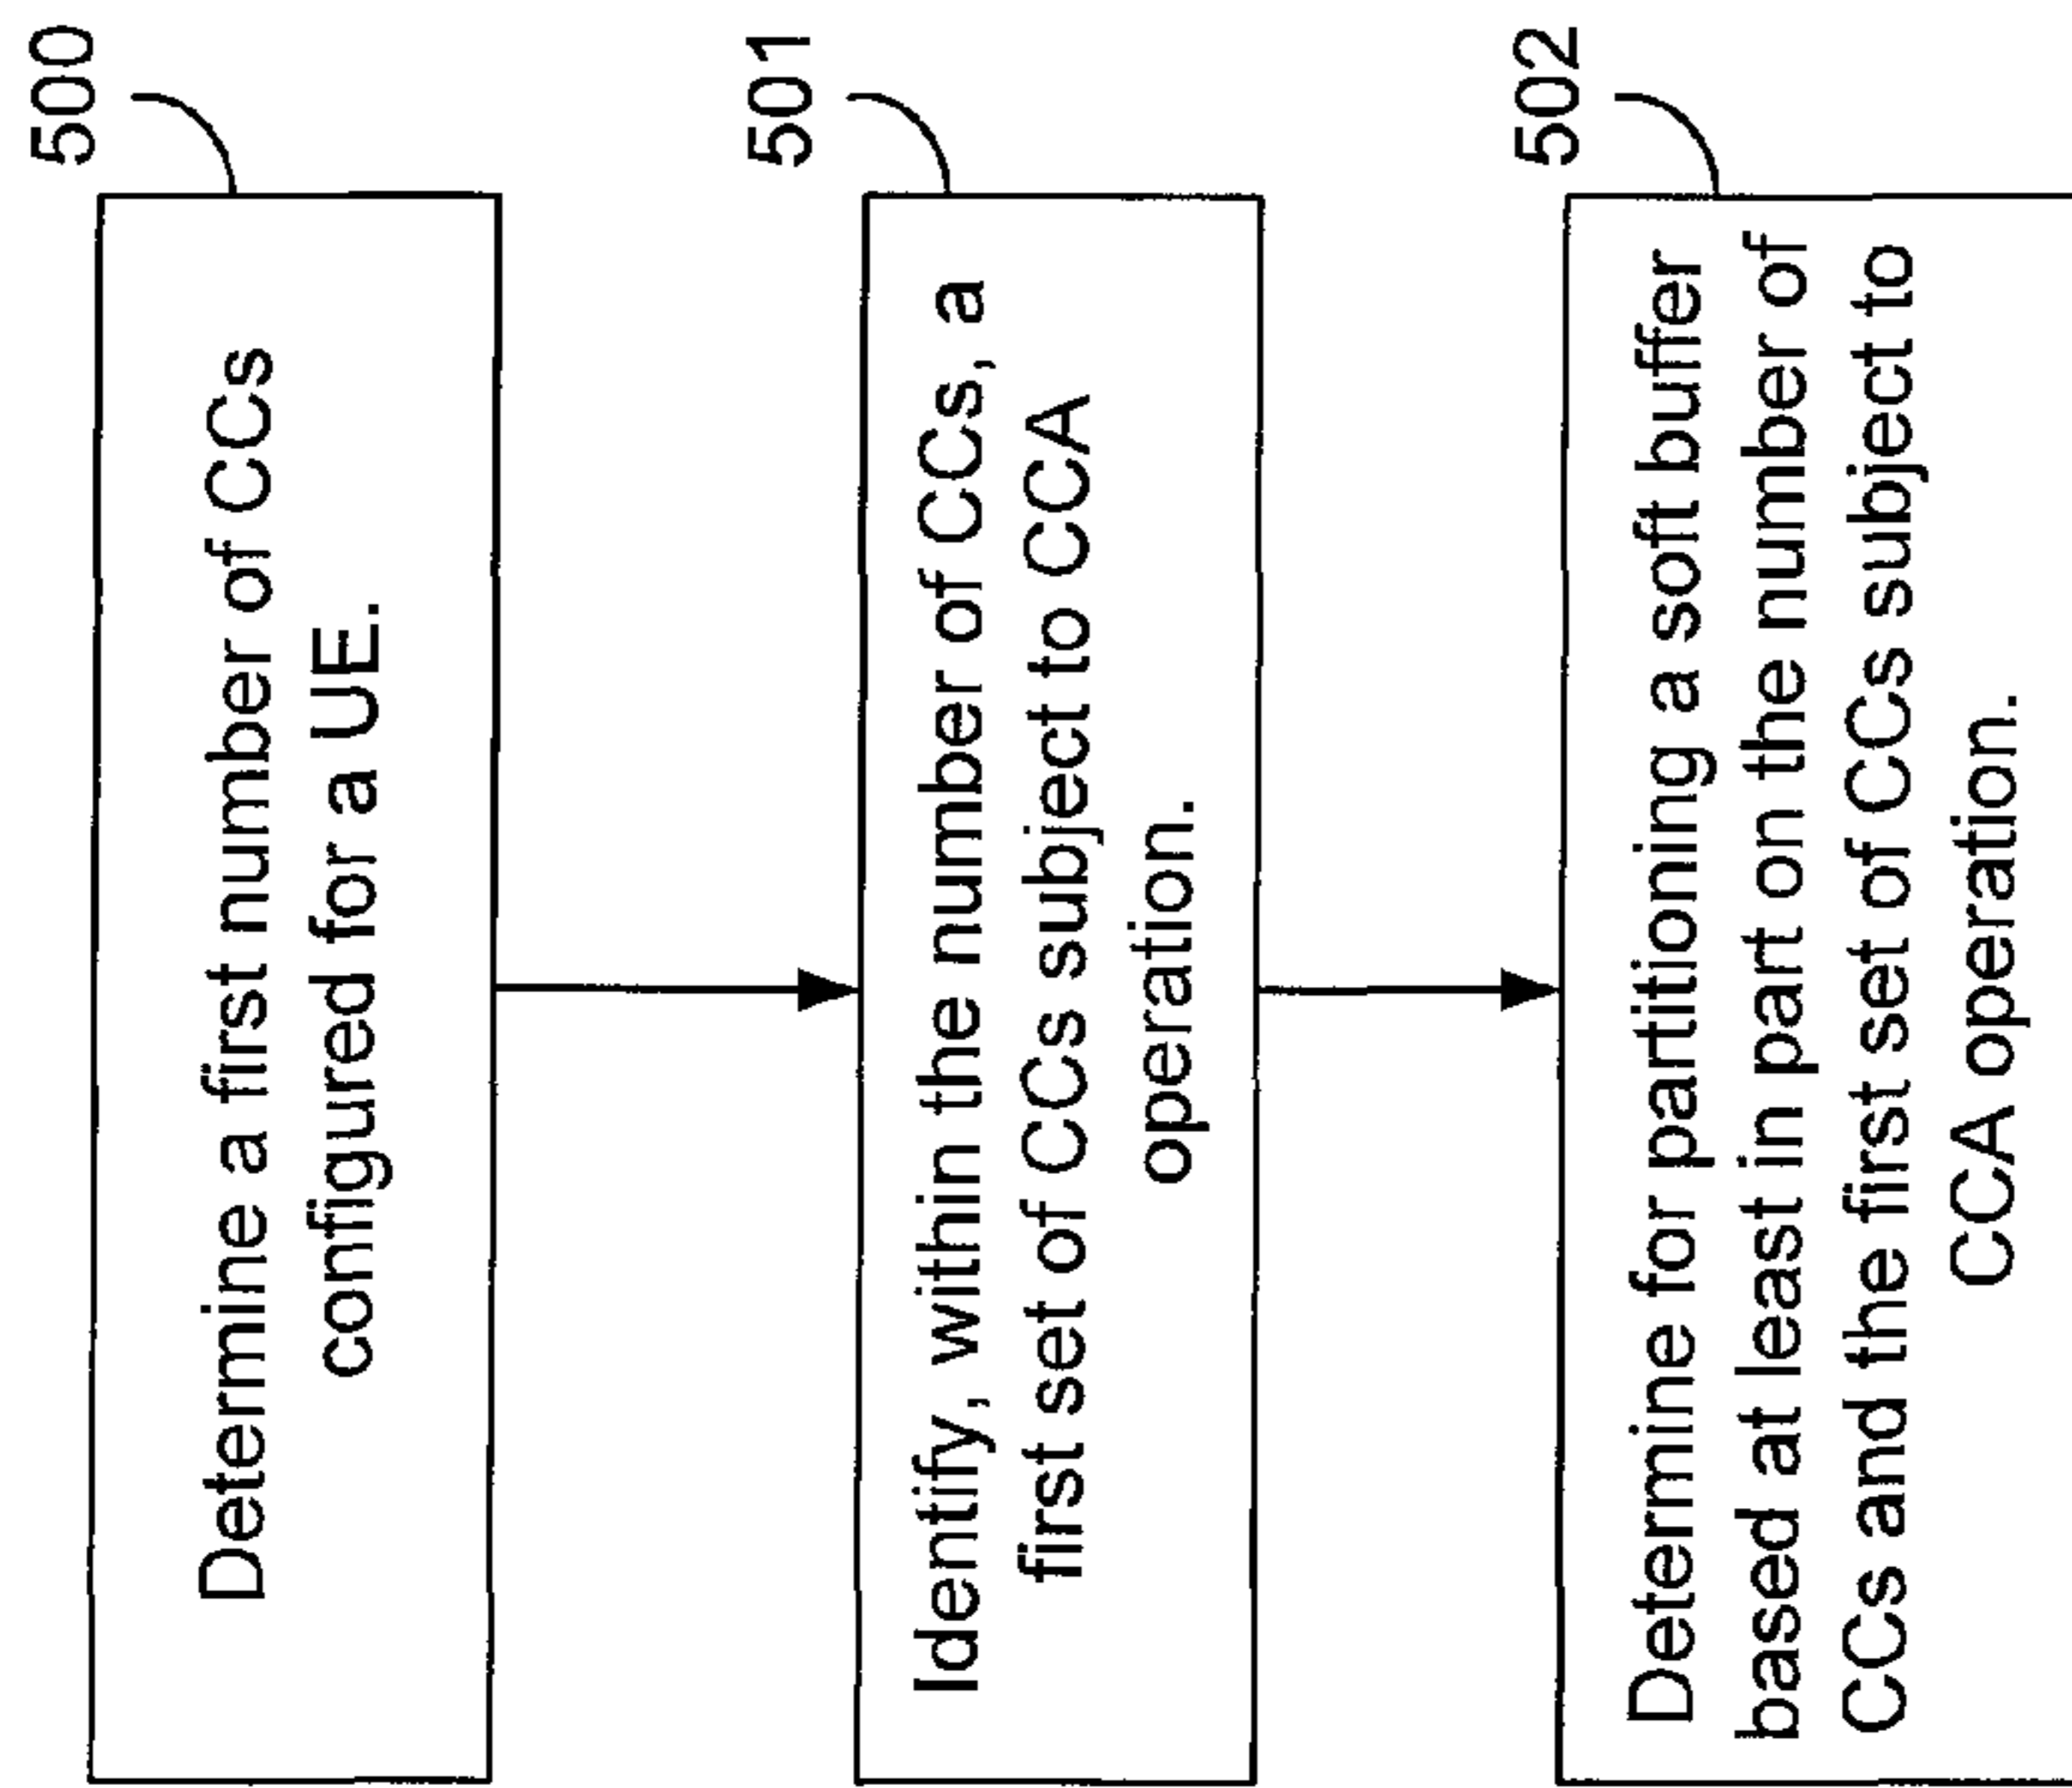 500
Determine a first number of CCs
configured for a UE.
501
Identify, within the number of CCs, a
first set of CCs subject to CCA
operation.
502
Determine for partitioning a soft buffer
based at least in part on the number of
CCs and the first set of CCs subject to
CCA operation.